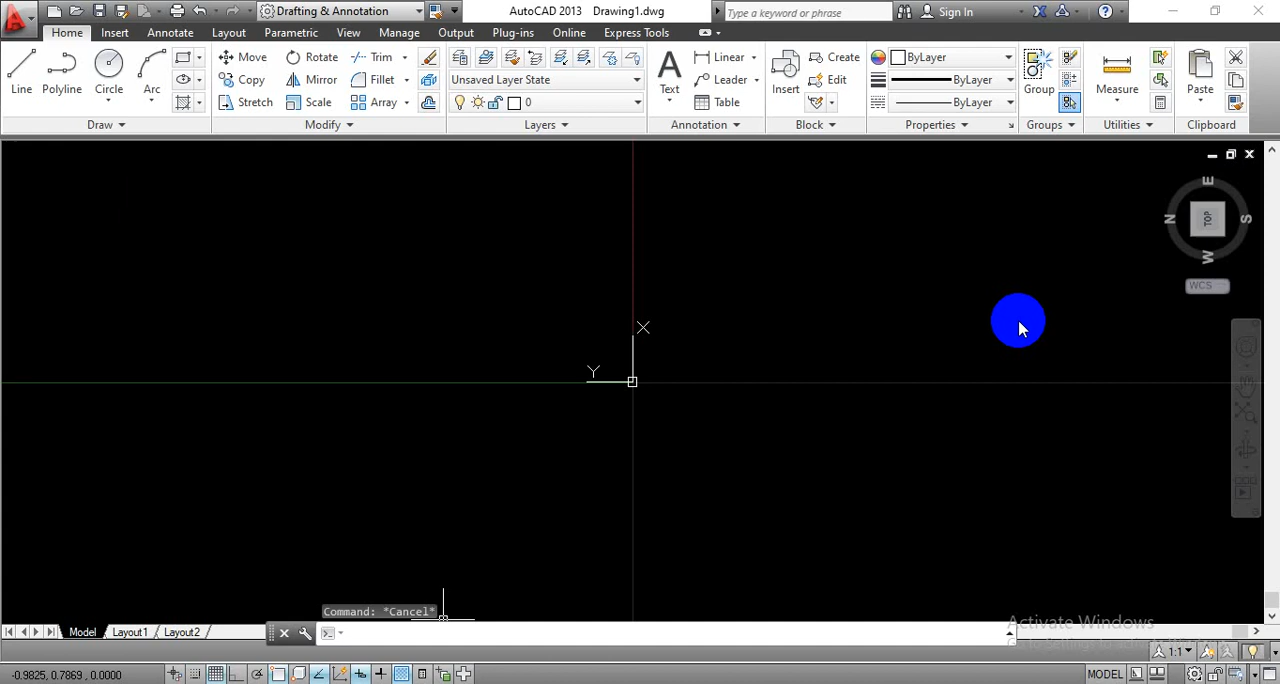 Drafting & Annotation
AutoCAD 2013 Drawing1.dwg
Type a keyword or phrase
Sign In
Home Insert Annotate Layout Parametric View Manage Output Plug-ins Online Express Tools
Line Polyline Circle Arc
Move Rotate Trim
Copy Mirror Fillet
Stretch Scale Array
Unsaved Layer State
0
Text
Linear
Leader
Table
Insert
Create
Edit
ByLayer
ByLayer
ByLayer
Group
Measure
Paste
Draw Modify Layers Annotation Block Properties Groups Utilities Clipboard
E
N TOP S
W
WCS
X
Y
Command: *Cancel*
Model Layout1 Layout2
Activate Windows
1:1
-0.9825, 0.7869 , 0.0000
MODEL